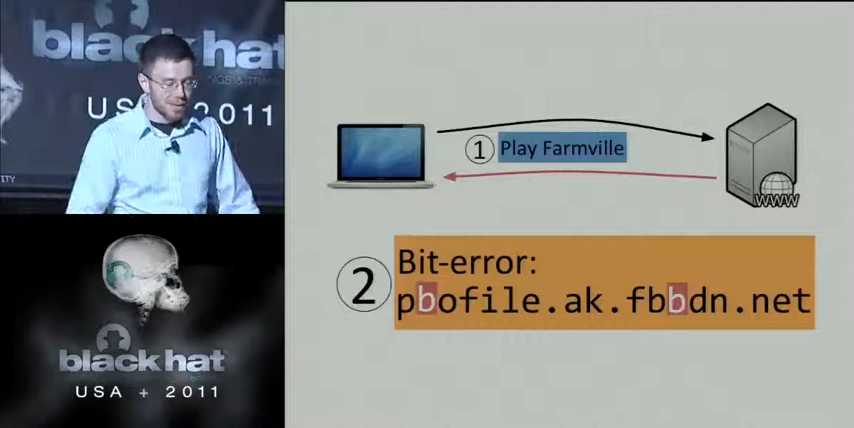 black hat
USA + 2011
1
Play Farmville
WWW
2
Bit-error:
pbofile.ak.fbbdn.net
black hat
USA + 2011